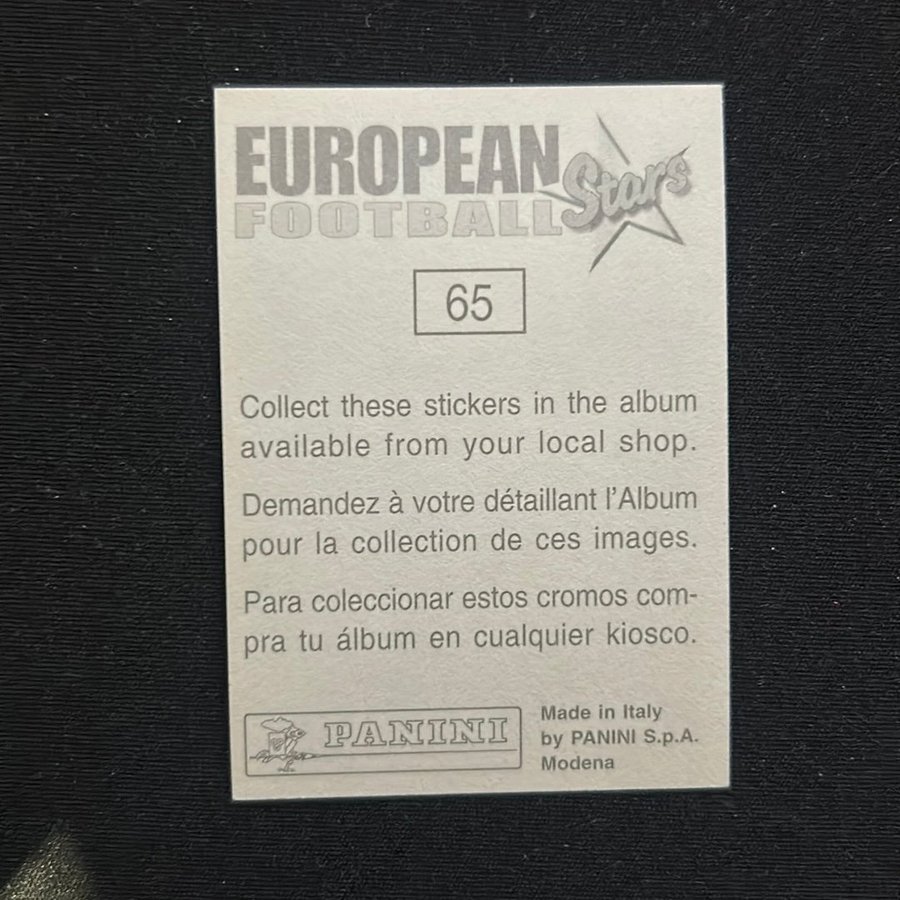 EUROPEAN
Stars
FOOTBALL
65
Collect these stickers in the album
available from your local shop.
Demandez à votre détaillant l'Album
pour la collection de ces images.
Para coleccionar estos cromos com-
pra tu álbum en cualquier kiosco.
PANINI
Made in Italy
by PANINI S.p.A.
Modena